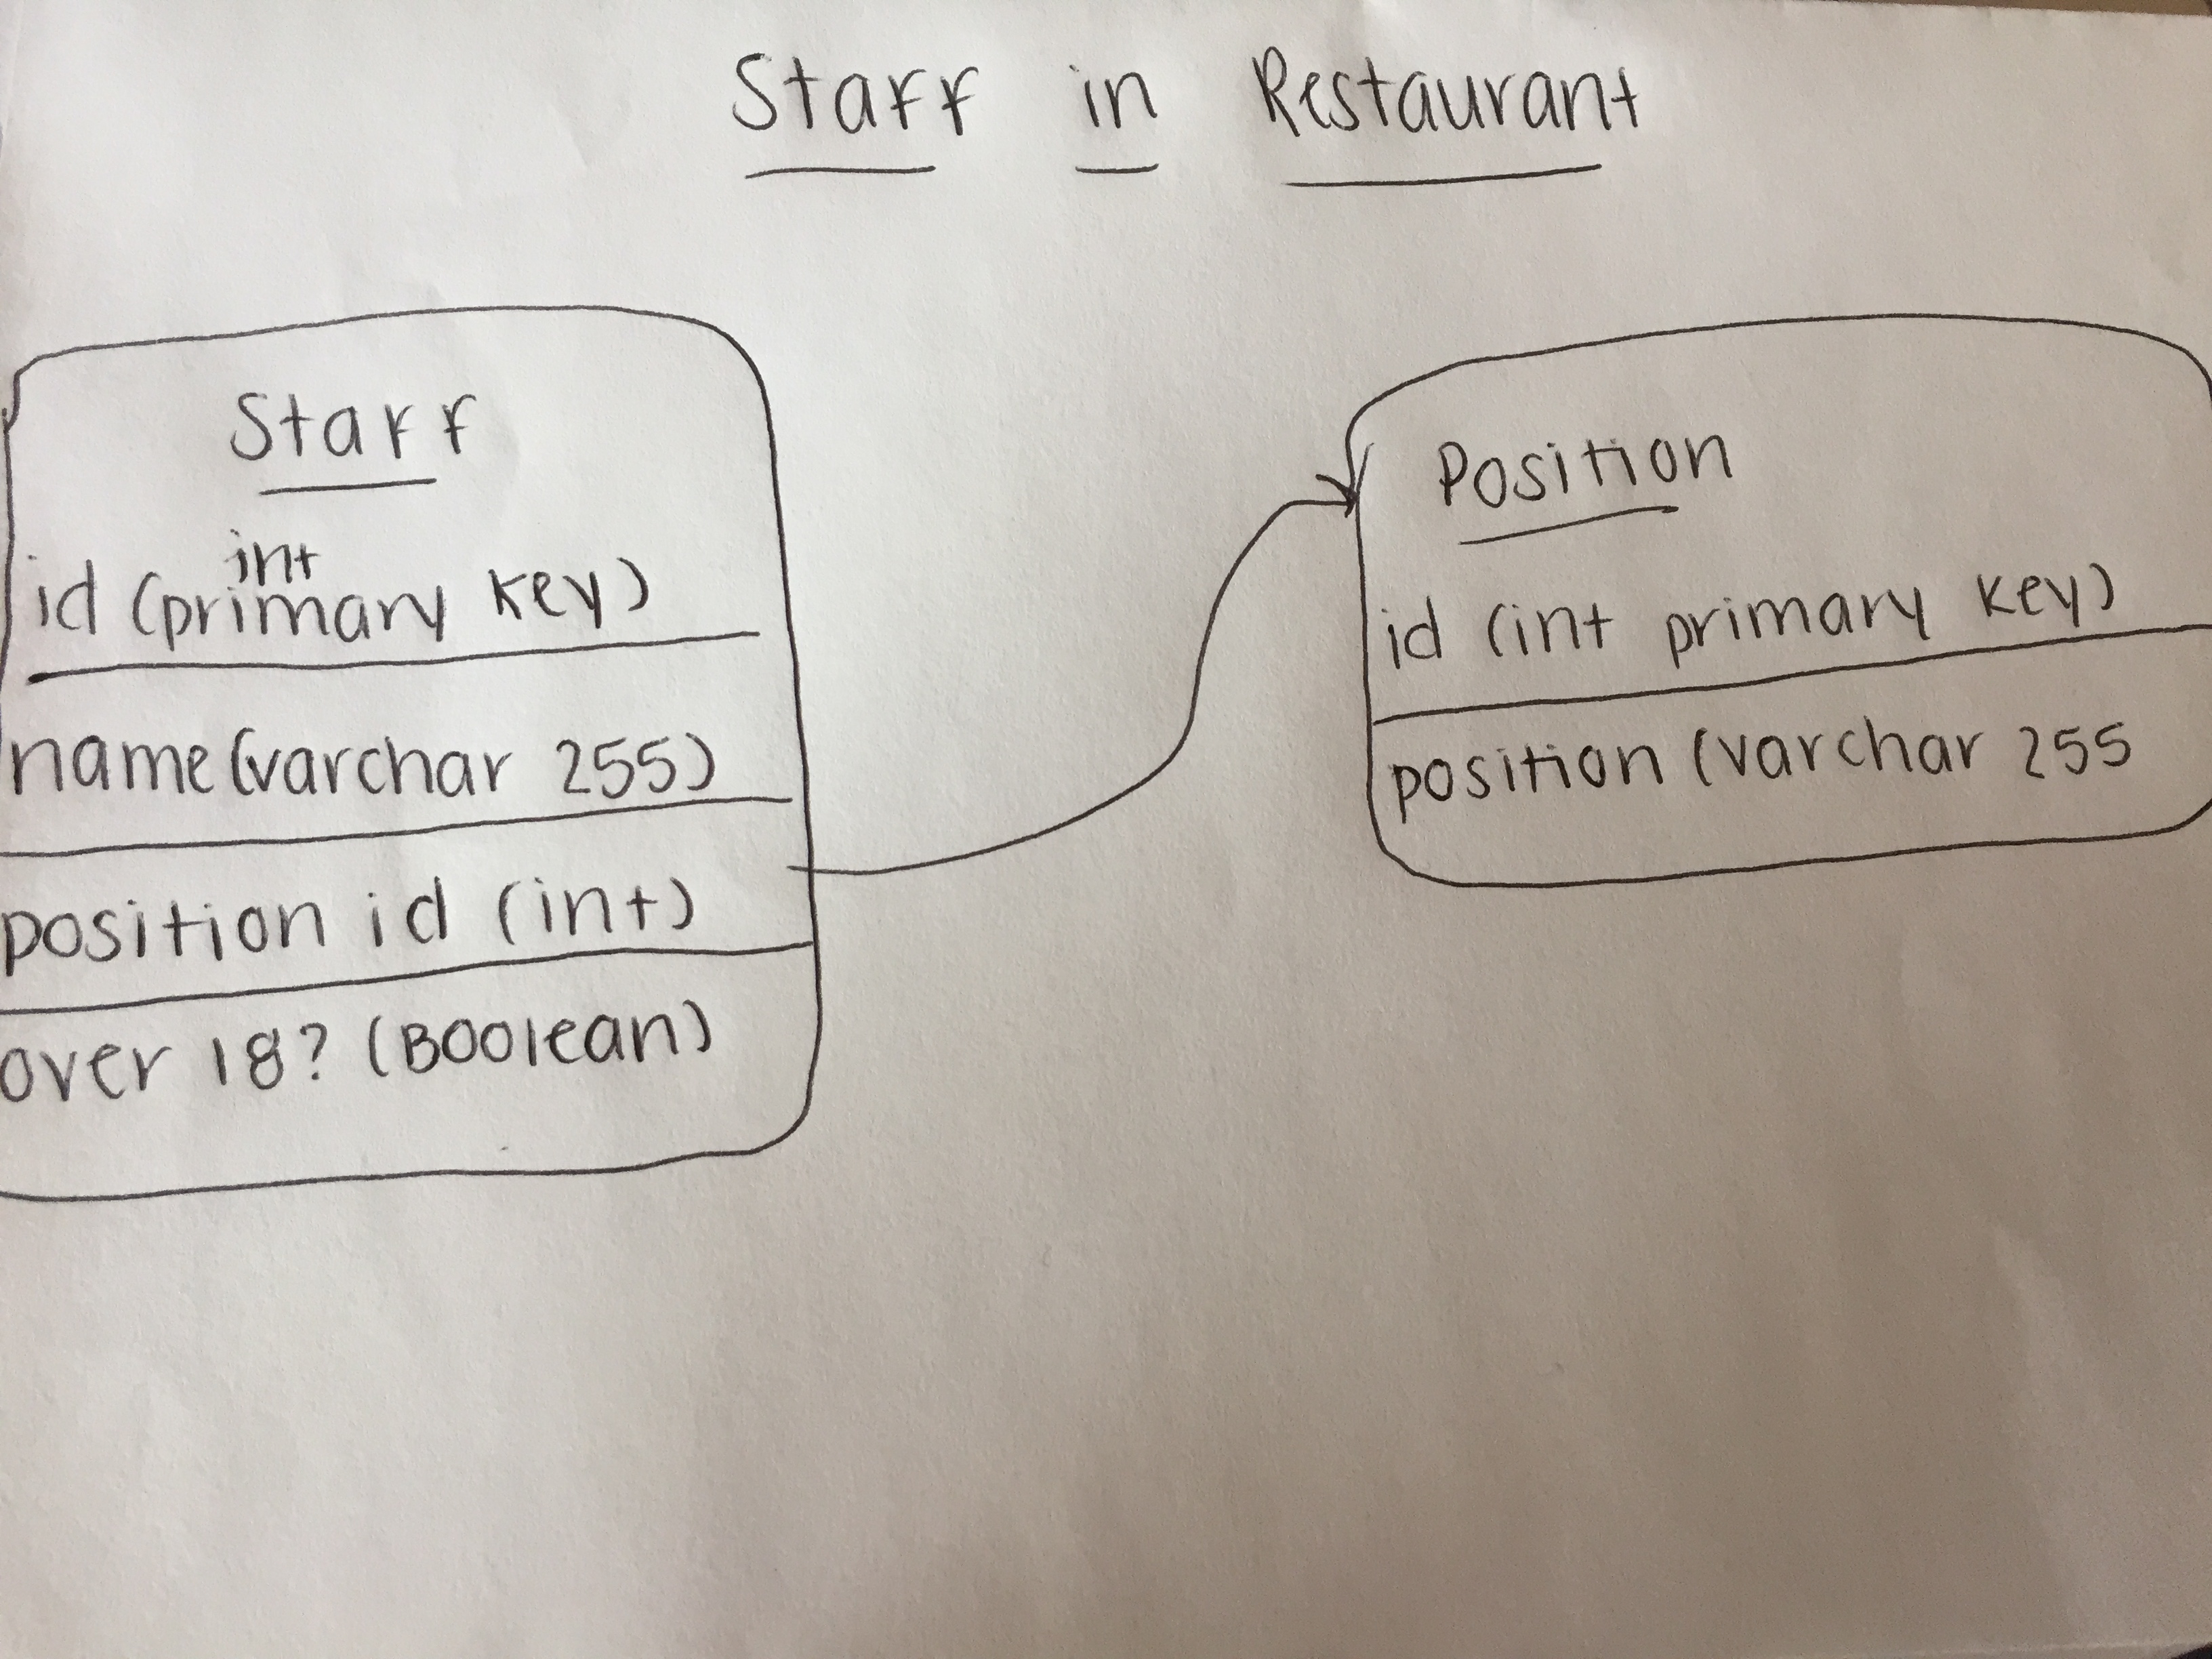 Staff in Restaurant
Staff
int
id (primary key)
name (varchar 255)
position id (int)
over 18? (Boolean)
Position
id (int primary key)
position (varchar 255